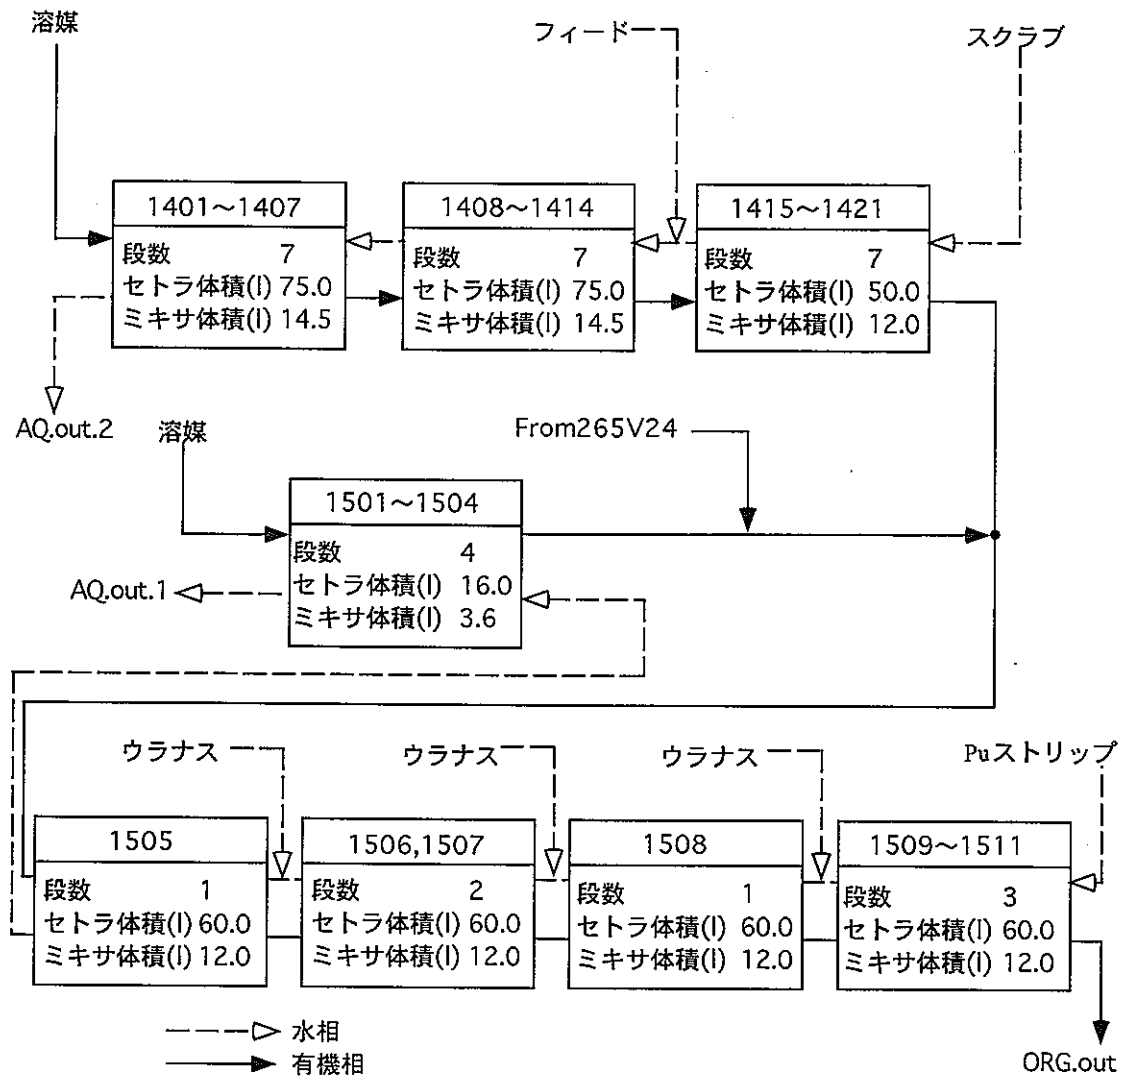 溶媒
フィード
スクラブ
1401～1407
段数 7
セトラ体積(l) 75.0
ミキサ体積(l) 14.5
1408～1414
段数 7
セトラ体積(l) 75.0
ミキサ体積(l) 14.5
1415～1421
段数 7
セトラ体積(l) 50.0
ミキサ体積(l) 12.0
AQ.out.2
溶媒
From265V24
1501～1504
段数 4
セトラ体積(l) 16.0
ミキサ体積(l) 3.6
AQ.out.1
ウラナス
ウラナス
ウラナス
Puストリップ
1505
段数 1
セトラ体積(l) 60.0
ミキサ体積(l) 12.0
1506,1507
段数 2
セトラ体積(l) 60.0
ミキサ体積(l) 12.0
1508
段数 1
セトラ体積(l) 60.0
ミキサ体積(l) 12.0
1509～1511
段数 3
セトラ体積(l) 60.0
ミキサ体積(l) 12.0
水相
有機相
ORG.out